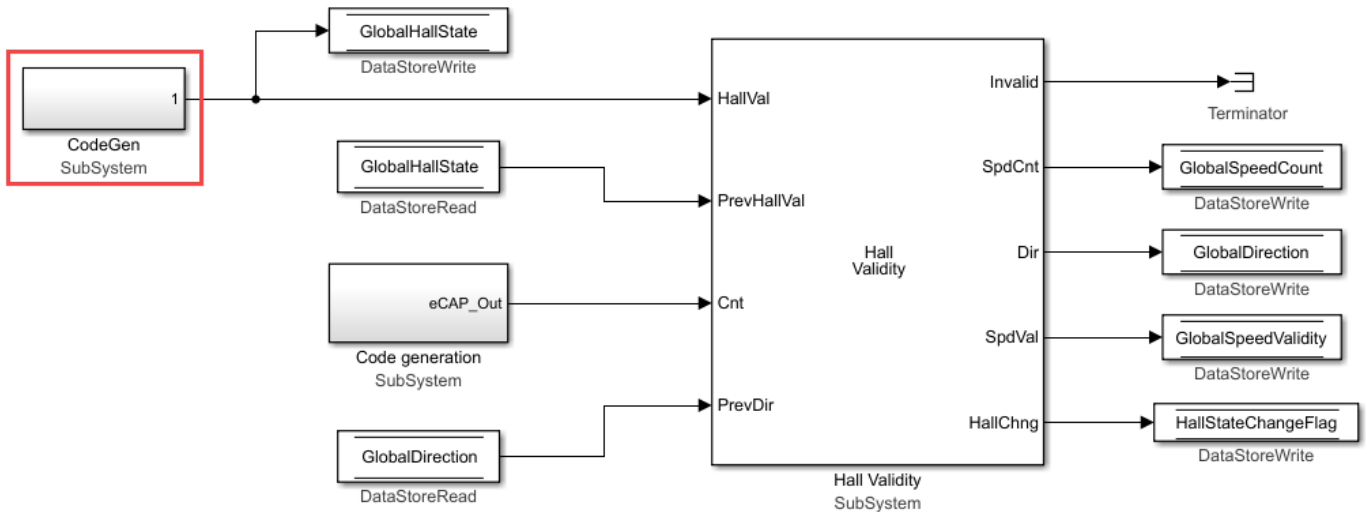 GlobalHallState
DataStoreWrite
1
CodeGen
SubSystem
GlobalHallState
DataStoreRead
eCAP_Out
Code generation
SubSystem
GlobalDirection
DataStoreRead
HallVal
PrevHallVal
Cnt
PrevDir
Hall
Validity
Invalid
SpdCnt
Dir
SpdVal
HallChng
Hall Validity
SubSystem
Terminator
GlobalSpeedCount
DataStoreWrite
GlobalDirection
DataStoreWrite
GlobalSpeedValidity
DataStoreWrite
HallStateChangeFlag
DataStoreWrite